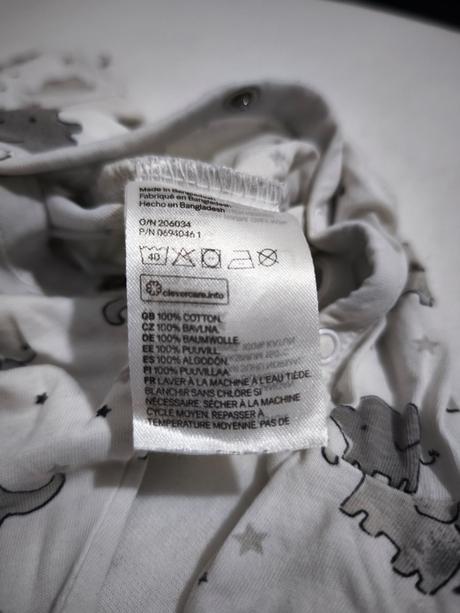 Made in Bangladesh
Fabriqué en Bangladesh
Hecho en Bangladesh
O/N 206034
P/N 0694046 1
40
clevercare.info
GB 100% COTTON.
CZ 100% BAVLNA.
DE 100% BAUMWOLLE.
EE 100% PUUVILL.
ES 100% ALGODÓN.
FI 100% PUUVILLAA.
FR LAVER À LA MACHINE À L'EAU TIÈDE.
BLANCHIR SANS CHLORE SI
NÉCESSAIRE. SÉCHER À LA MACHINE
CYCLE MOYEN. REPASSER À
TEMPÉRATURE MOYENNE. PAS DE